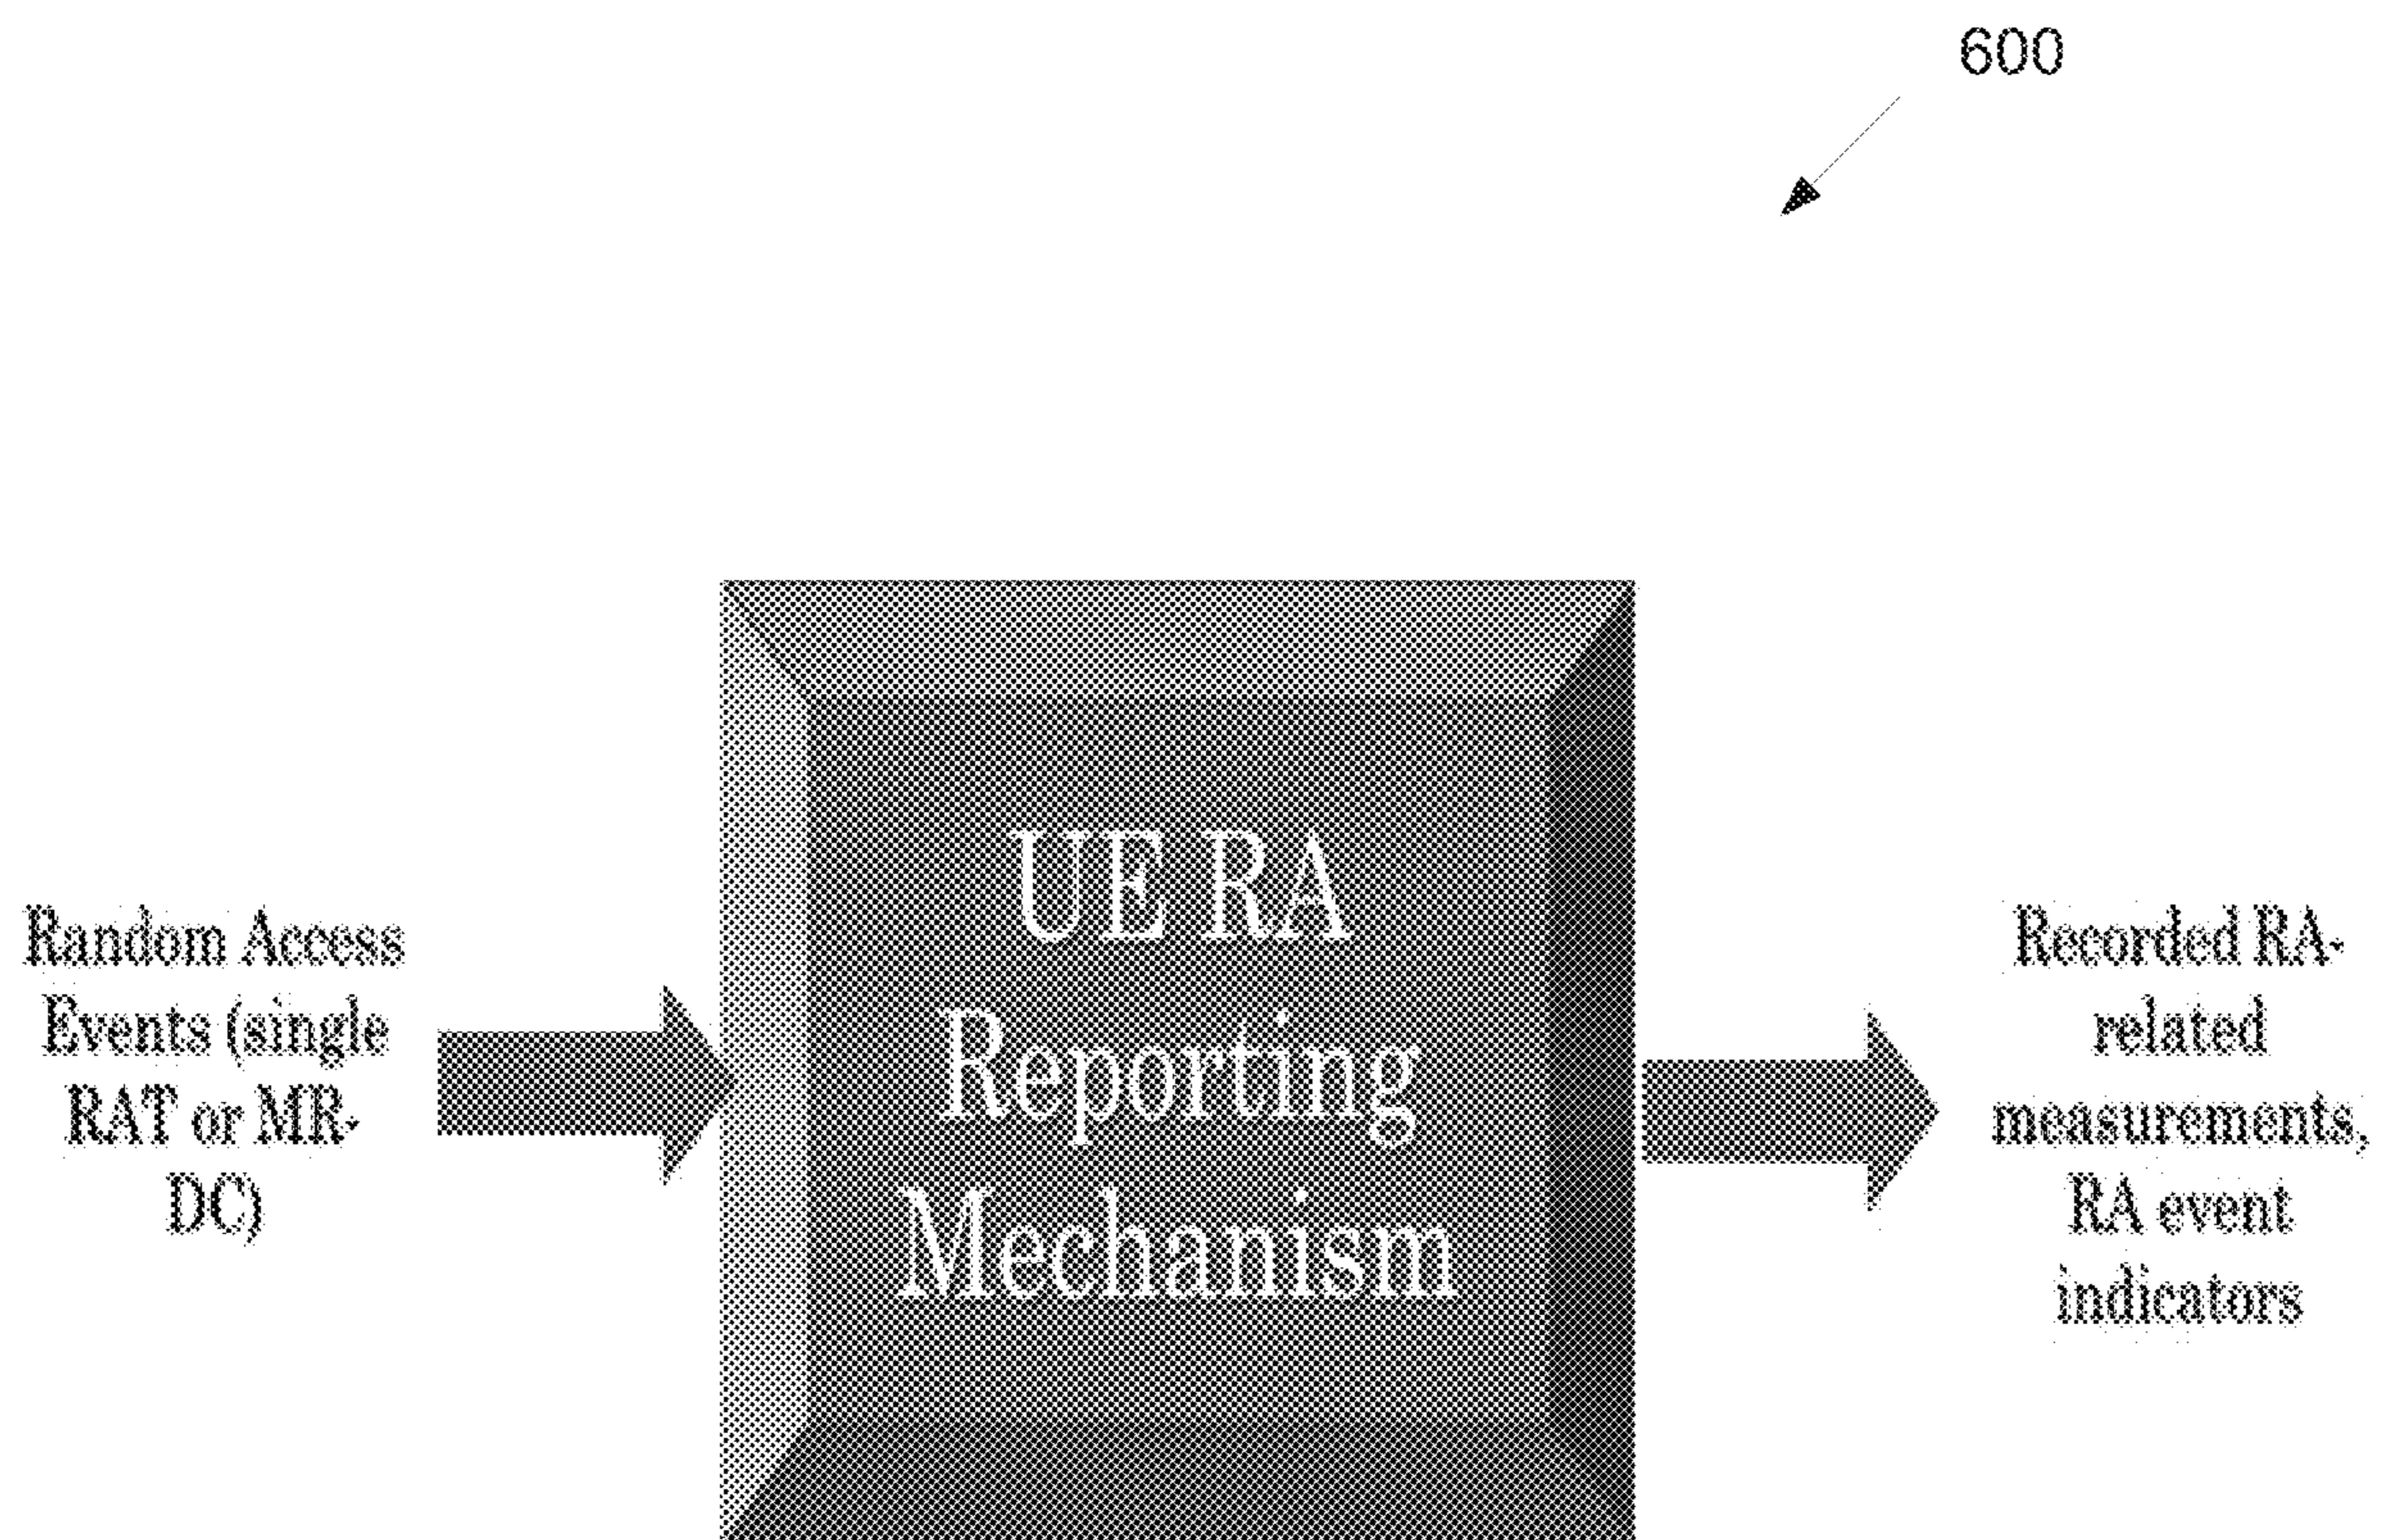 600
Random Access
Events (single
RAT or MR-
DC)
UE RA
Reporting
Mechanism
Recorded RA-
related
measurements,
RA event
indicators